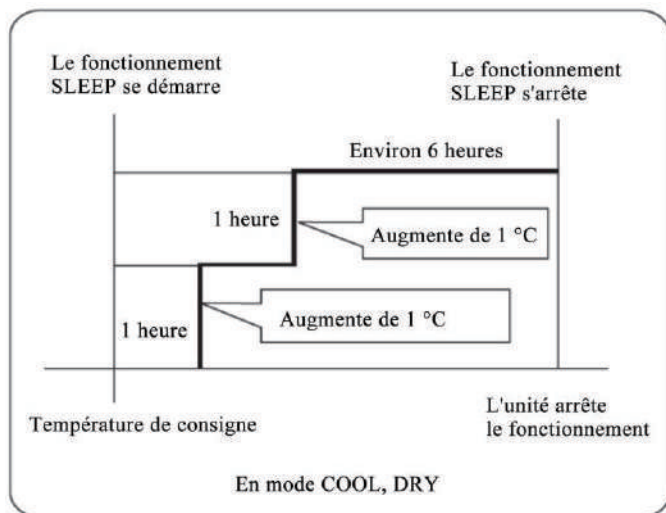 Le fonctionnement
SLEEP se démarre
Le fonctionnement
SLEEP s'arrête
Environ 6 heures
1 heure
Augmente de 1 °C
1 heure
Augmente de 1 °C
Température de consigne
L'unité arrête
le fonctionnement
En mode COOL, DRY